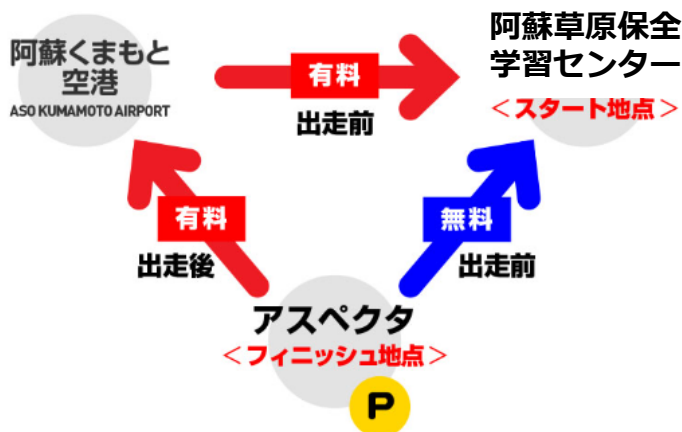 阿蘇くまもと
空港
ASO KUMAMOTO AIRPORT
有料
出走前
阿蘇草原保全
学習センター
＜スタート地点＞
有料
出走後
無料
出走前
アスペクタ
＜フィニッシュ地点＞
P